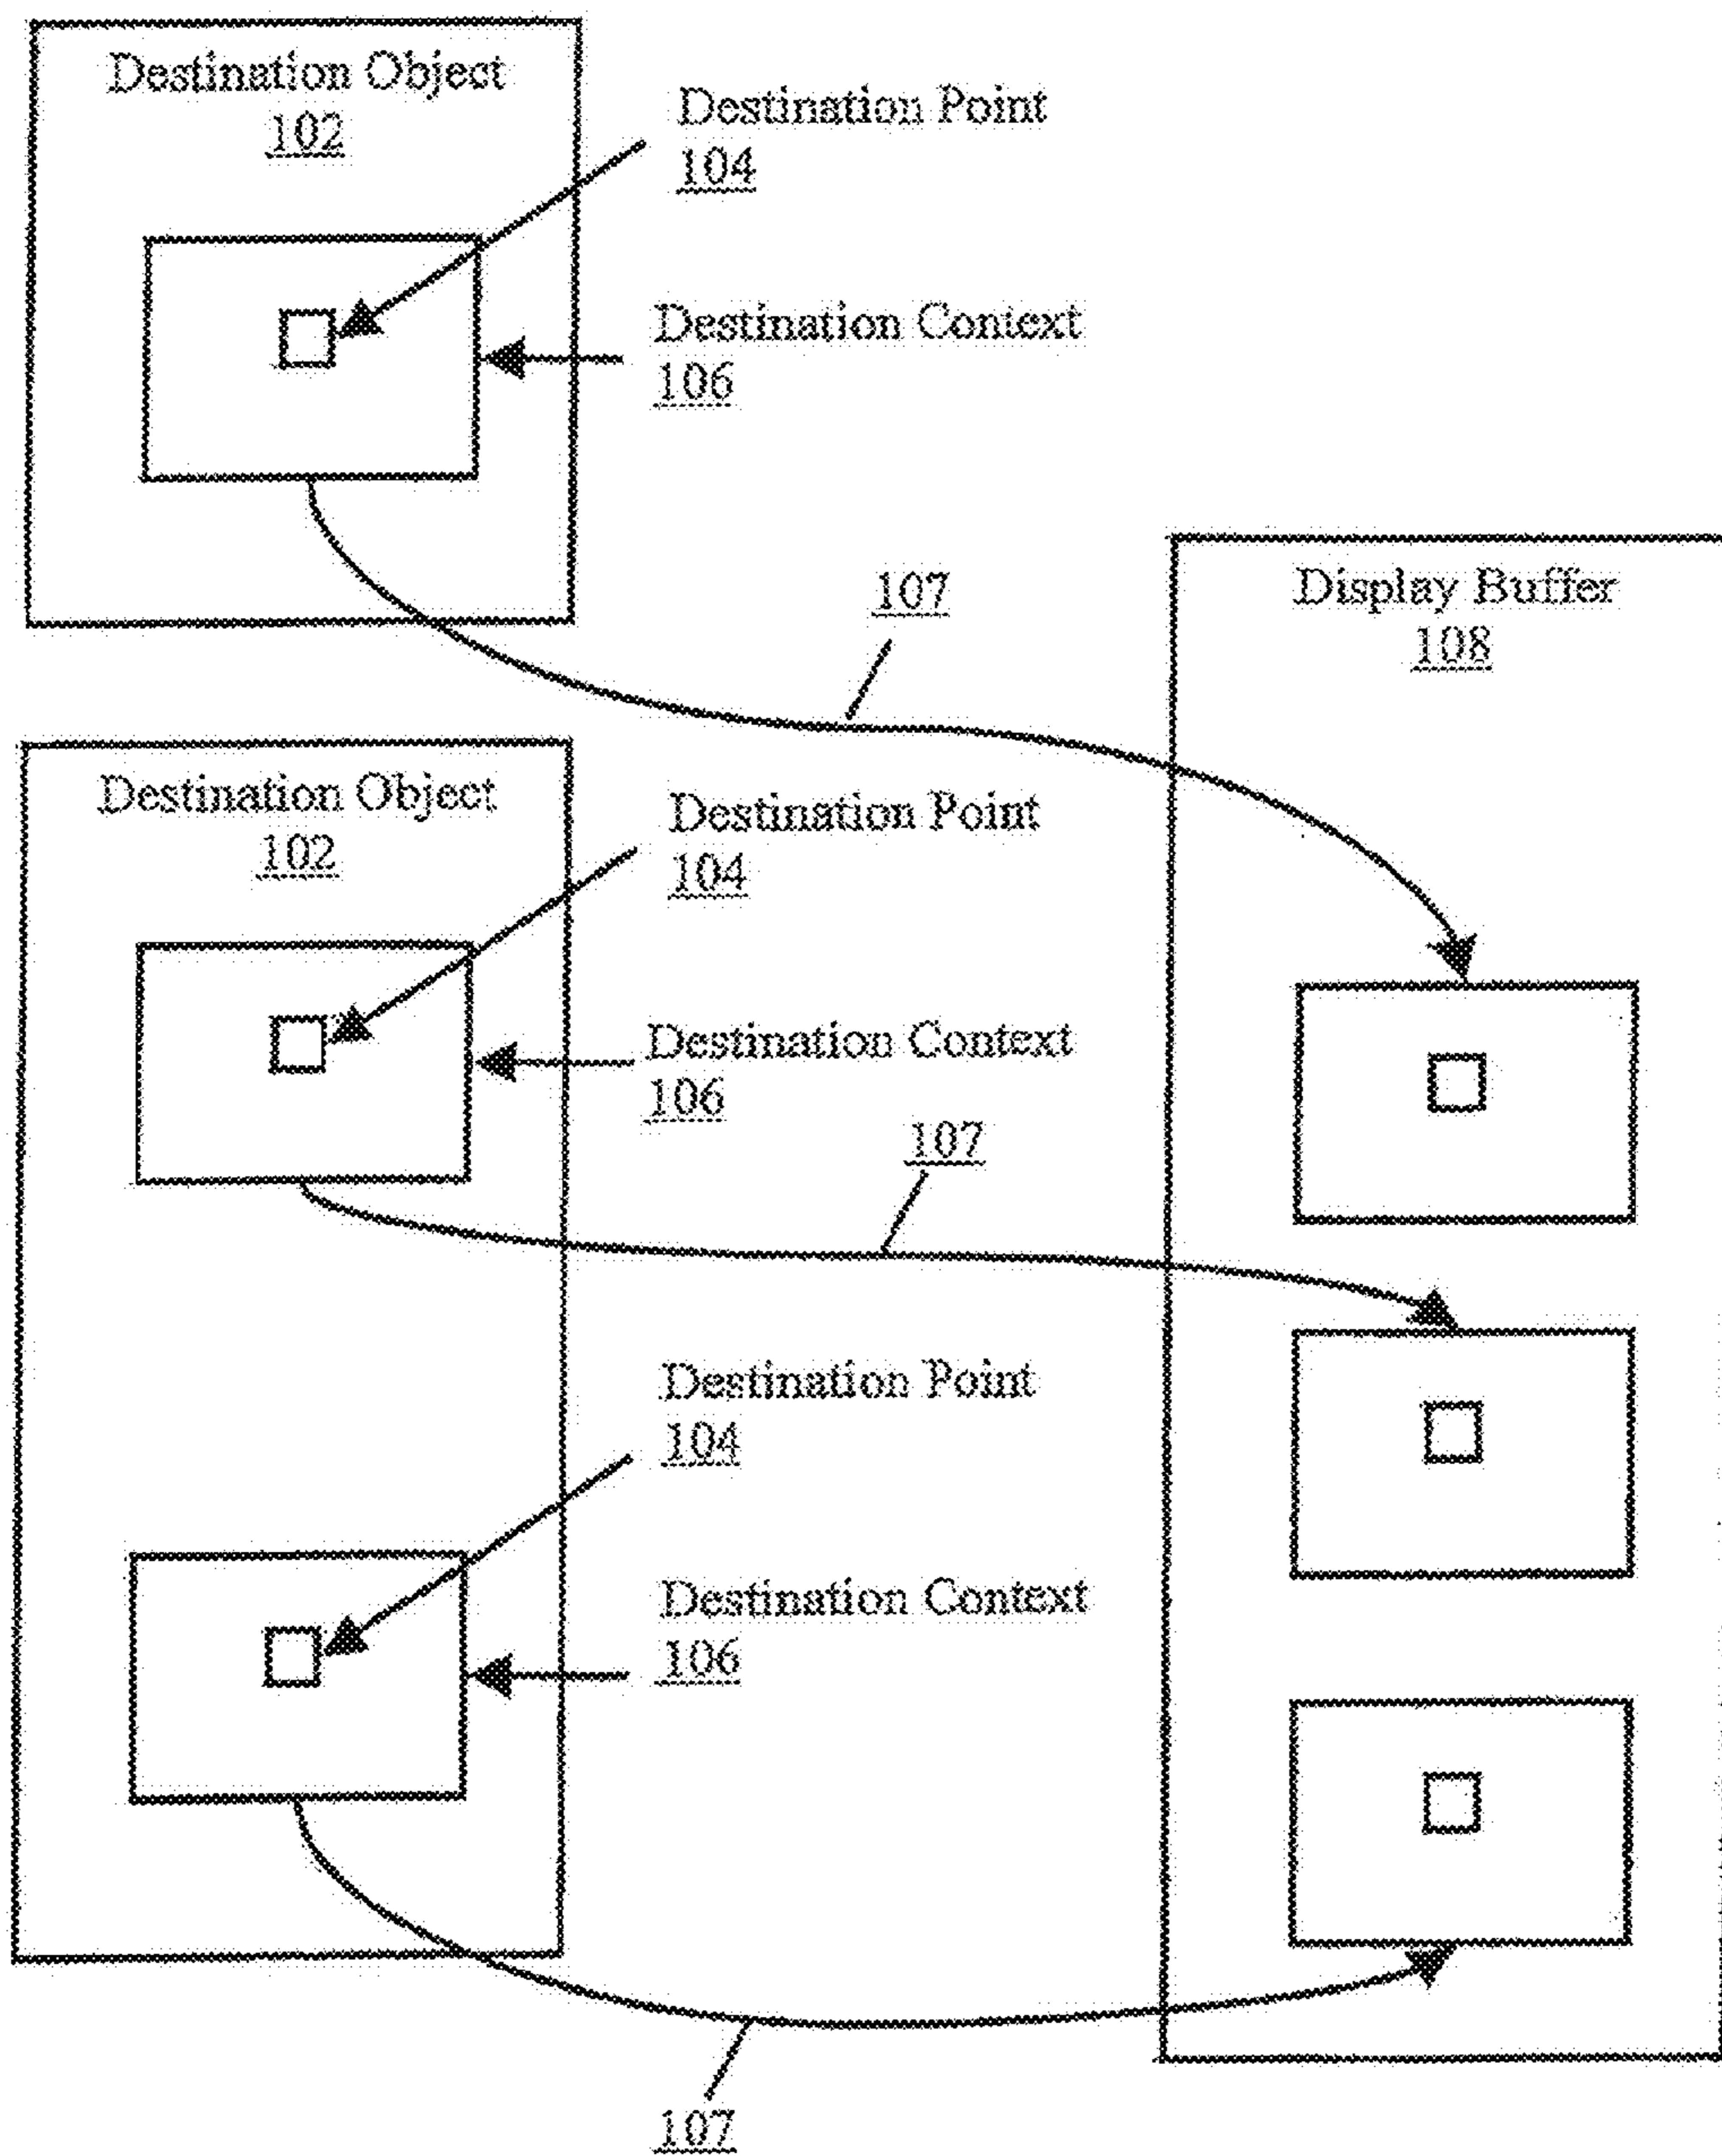 Destination Object
102
Destination Point
104
Destination Context
106
107
Display Buffer
108
Destination Object
102
Destination Point
104
Destination Context
106
107
Destination Point
104
Destination Context
106
107